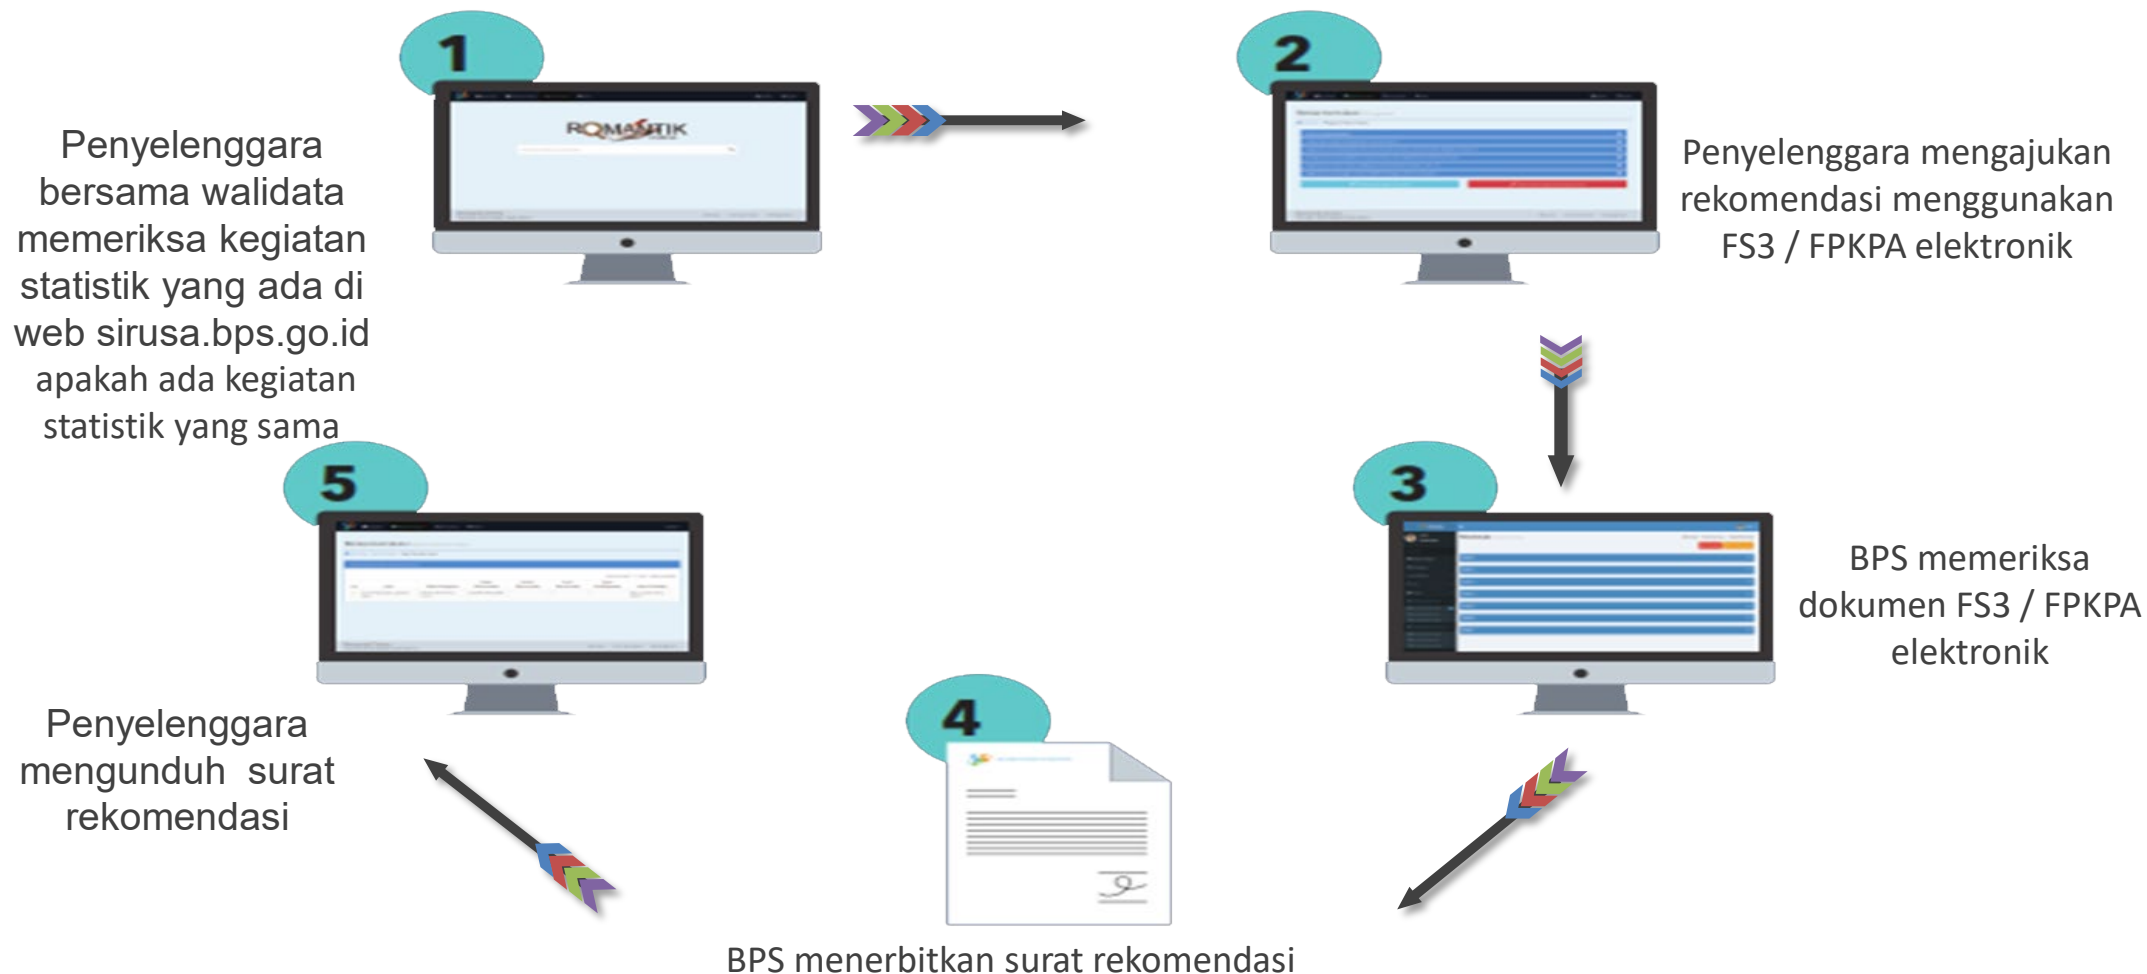 1
ROMANTIK
Penyelenggara
bersama walidata
memeriksa kegiatan
statistik yang ada di
web sirusa.bps.go.id
apakah ada kegiatan
statistik yang sama
2
Penyelenggara mengajukan
rekomendasi menggunakan
FS3 / FPKPA elektronik
3
BPS memeriksa
dokumen FS3 / FPKPA
elektronik
4
BPS menerbitkan surat rekomendasi
5
Penyelenggara
mengunduh surat
rekomendasi